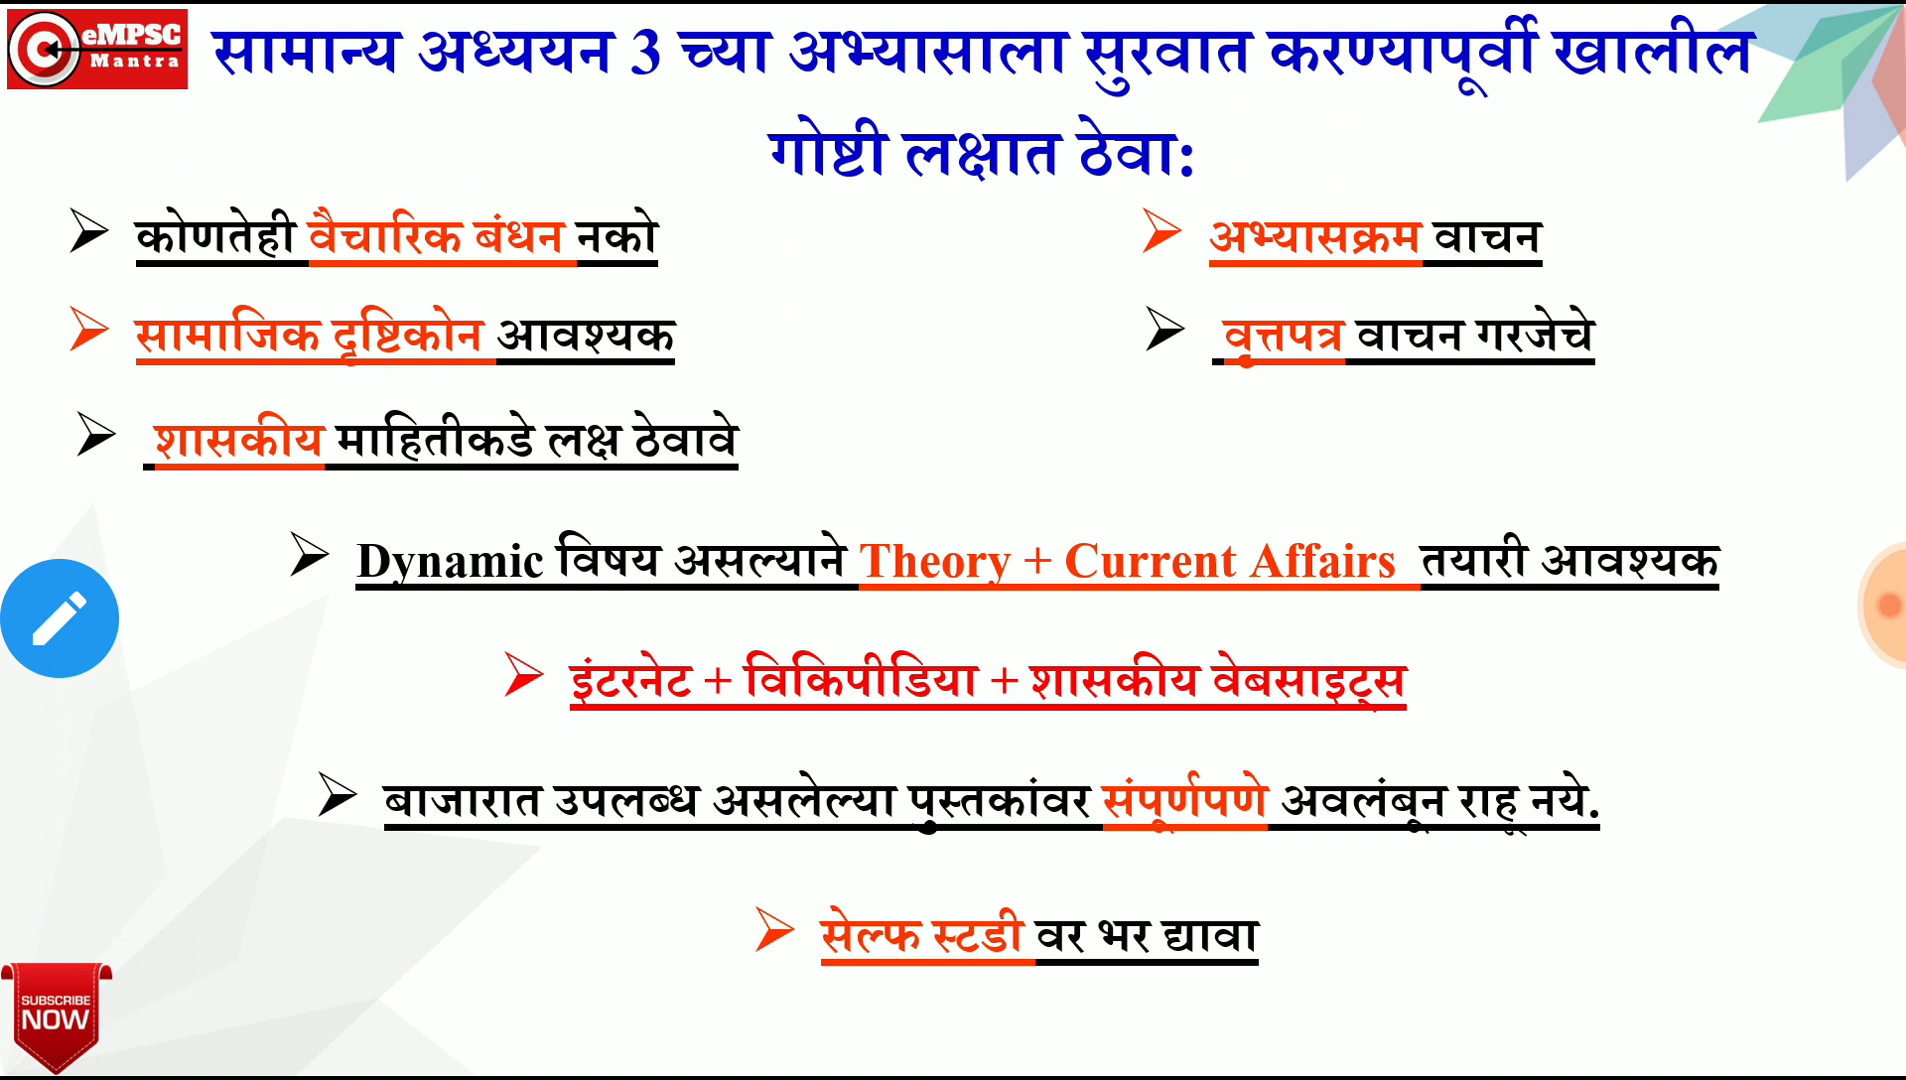 eMPSC
Mantra
सामान्य अध्ययन 3 च्या अभ्यासाला सुरवात करण्यापूर्वी खालील
गोष्टी लक्षात ठेवा:
कोणतेही वैचारिक बंधन नको
अभ्यासक्रम वाचन
सामाजिक दृष्टिकोन आवश्यक
वृत्तपत्र वाचन गरजेचे
शासकीय माहितीकडे लक्ष ठेवावे
Dynamic विषय असल्याने Theory + Current Affairs तयारी आवश्यक
इंटरनेट + विकिपीडिया + शासकीय वेबसाइट्स
बाजारात उपलब्ध असलेल्या पुस्तकांवर संपूर्णपणे अवलंबून राहू नये.
सेल्फ स्टडी वर भर द्यावा
SUBSCRIBE
NOW